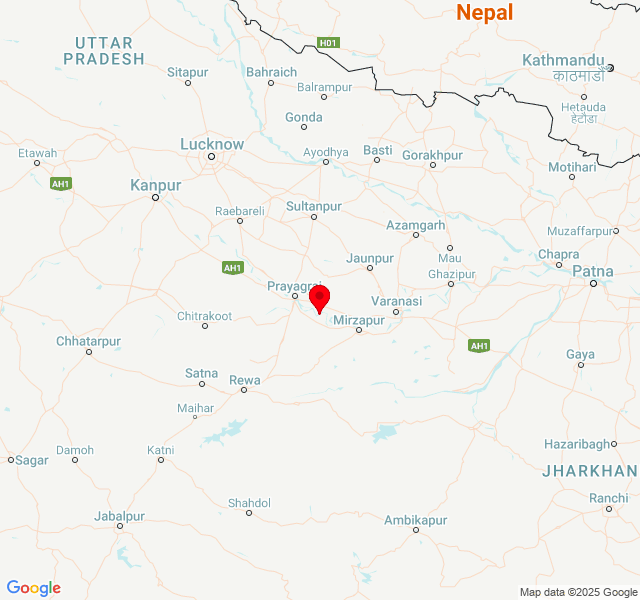 Nepal
UTTAR
PRADESH
H01
Kathmandu
काठमाडौं
Sitapur
Bahraich
Balrampur
Hetauda
हेटौडा
Gonda
Lucknow
Ayodhya
Basti
Gorakhpur
Etawah
Motihari
AH1
Kanpur
Raebareli
Sultanpur
Azamgarh
Muzaffarpur
Mau
Jaunpur
Chapra
AH1
Ghazipur
Patna
Prayagraj
Varanasi
Chitrakoot
Mirzapur
Chhatarpur
AH1
Gaya
Satna
Rewa
Maihar
Hazaribagh
Sagar
Damoh
Katni
JHARKHAN
Shahdol
Ranchi
Jabalpur
Ambikapur
Google
Map data ©2025 Google